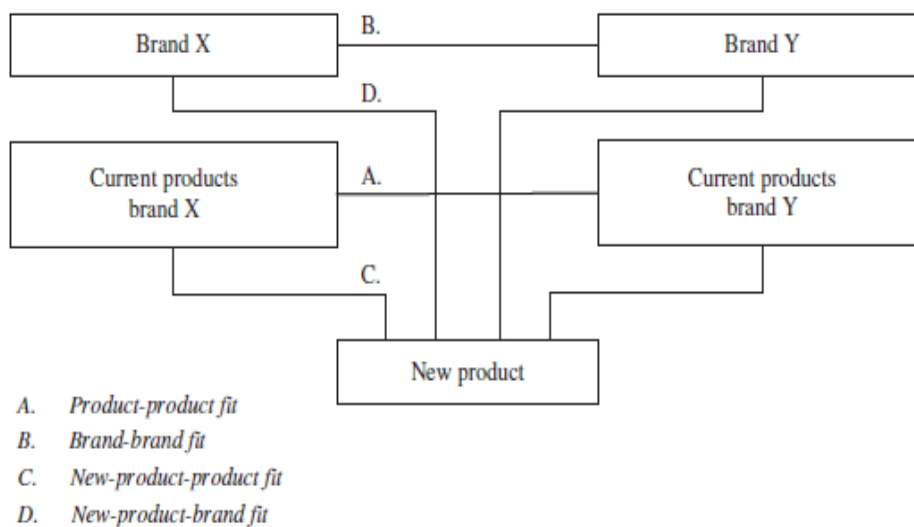 B.
Brand X
Brand Y
D.
Current products
brand X
A.
Current products
brand Y
C.
New product
A. Product-product fit
B. Brand-brand fit
C. New-product-product fit
D. New-product-brand fit